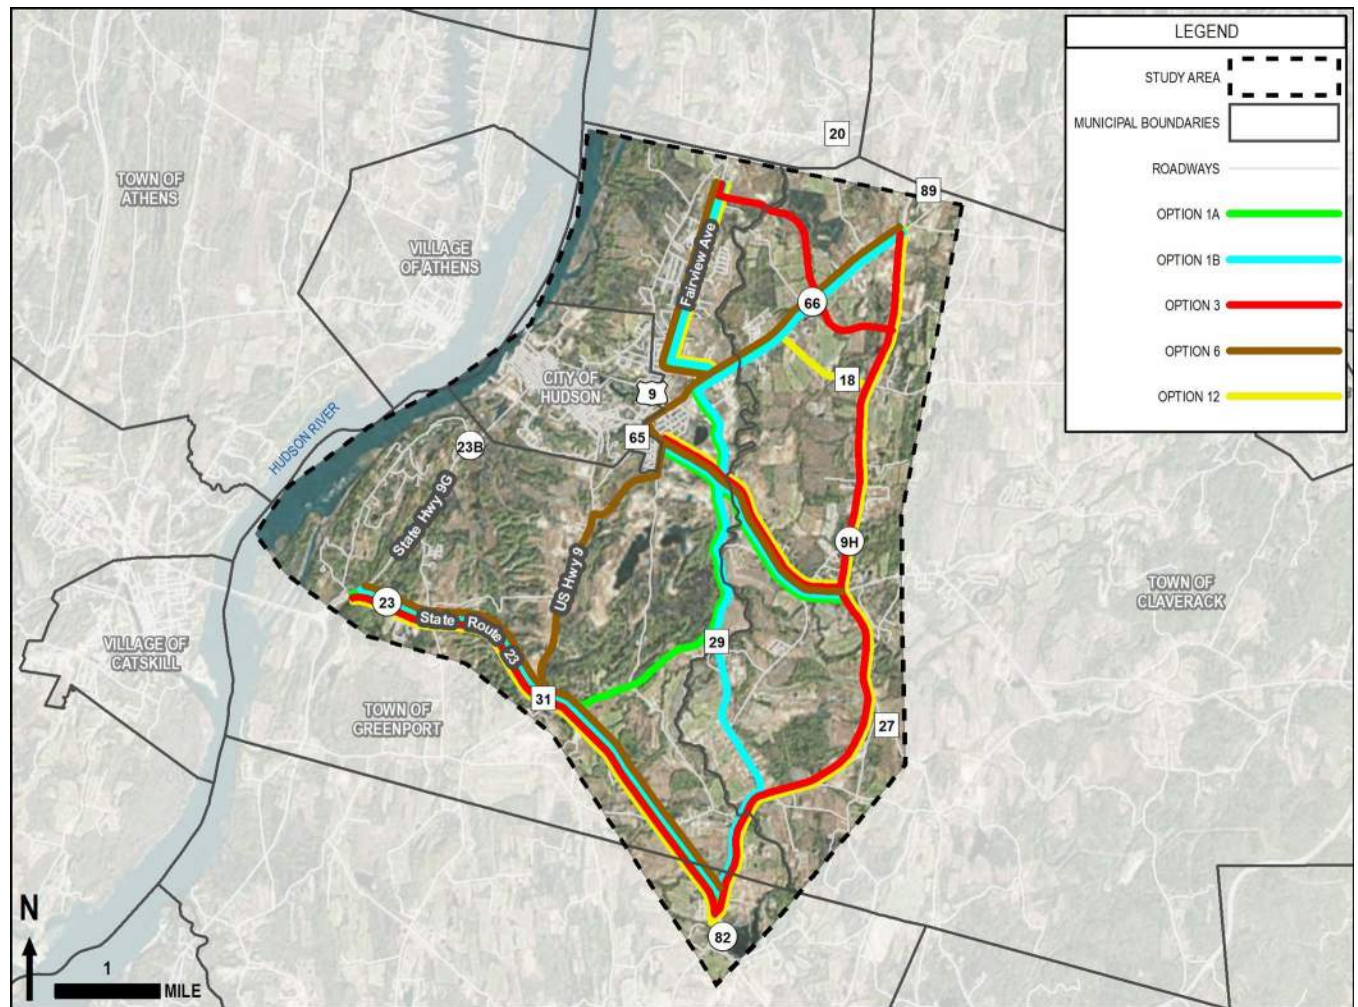 LEGEND
STUDY AREA
MUNICIPAL BOUNDARIES
ROADWAYS
OPTION 1A
OPTION 1B
OPTION 3
OPTION 6
OPTION 12
20
89
TOWN OF
ATHENS
VILLAGE
OF ATHENS
Fairview Ave
66
18
CITY OF
HUDSON
9
65
23B
HUDSON RIVER
State Hwy 9G
9H
US Hwy 9
23
State Route 23
TOWN OF
CLAVERACK
29
VILLAGE OF
CATSKILL
31
TOWN OF
GREENPORT
27
82
N
1
MILE